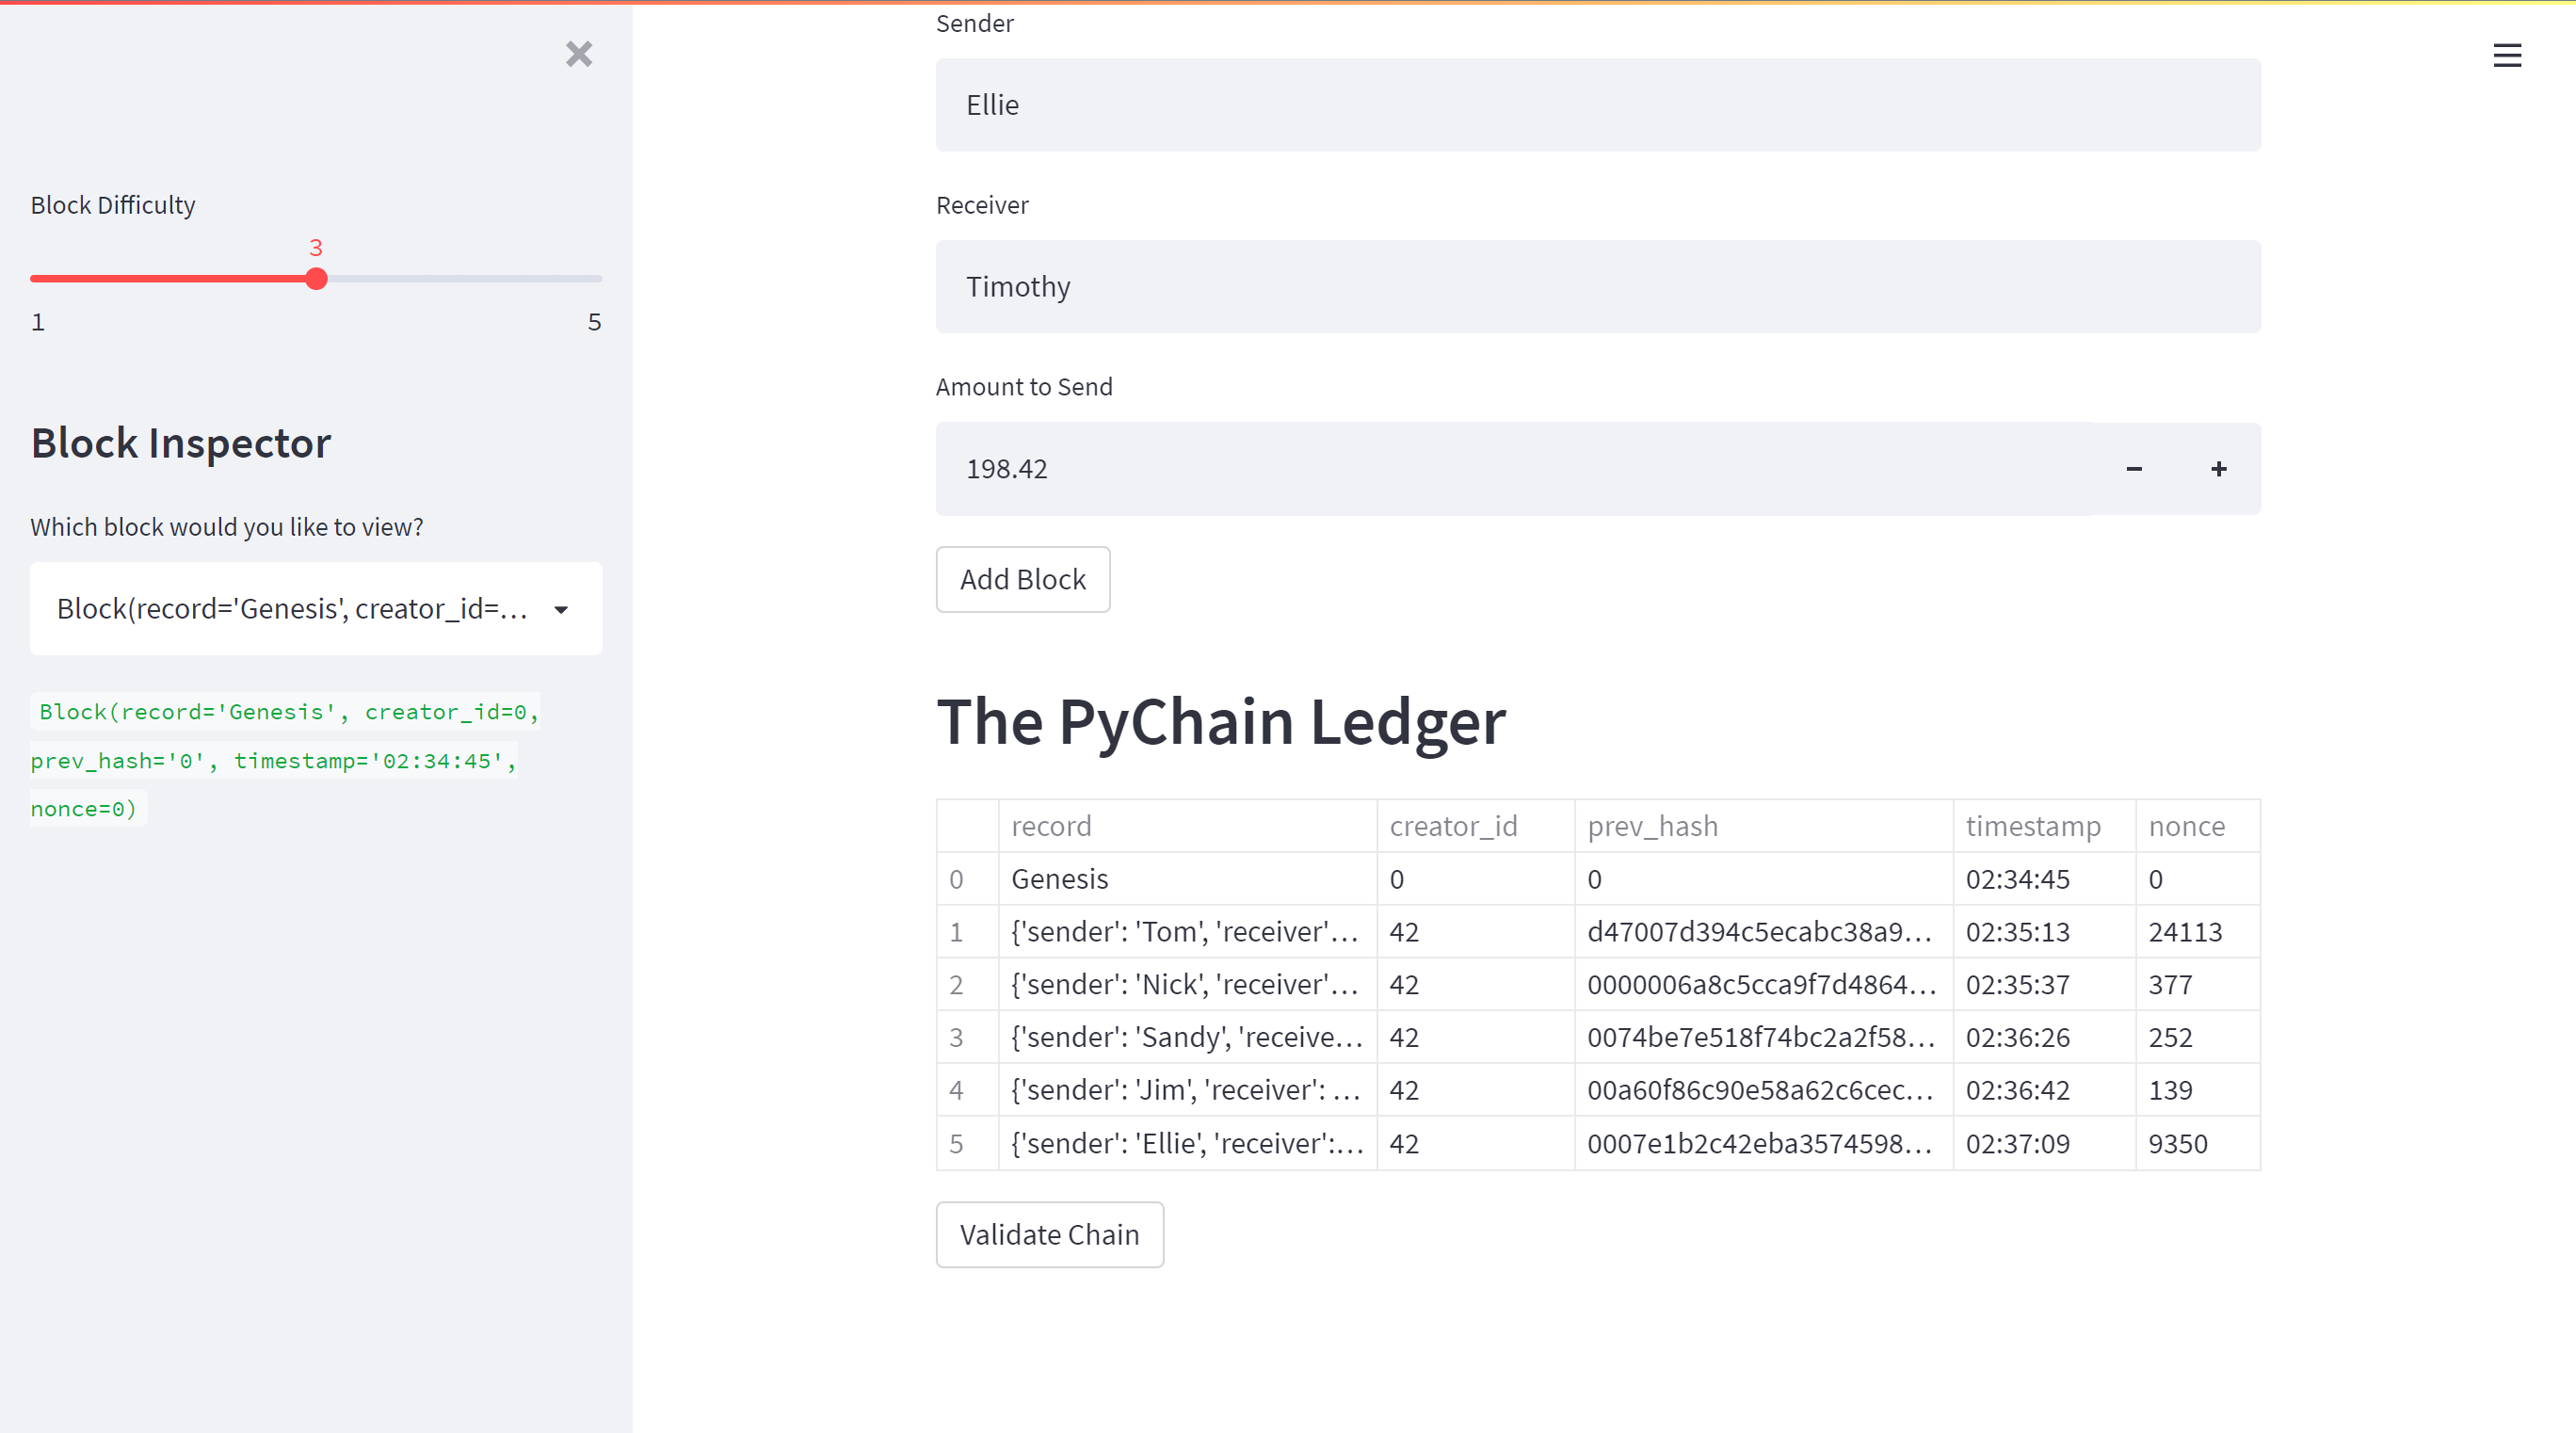 Block Difficulty
3
1 5
Block Inspector
Which block would you like to view?
Block(record='Genesis', creator_id=...
Block(record='Genesis', creator_id=0,
prev_hash='0', timestamp='02:34:45',
nonce=0)
Sender
Ellie
Receiver
Timothy
Amount to Send
198.42
Add Block
The PyChain Ledger
record creator_id prev_hash timestamp nonce
0 Genesis 0 0 02:34:45 0
1 {'sender': 'Tom', 'receiver'... 42 d47007d394c5ecabc38a9... 02:35:13 24113
2 {'sender': 'Nick', 'receiver'... 42 0000006a8c5cca9f7d4864... 02:35:37 377
3 {'sender': 'Sandy', 'receive... 42 0074be7e518f74bc2a2f58... 02:36:26 252
4 {'sender': 'Jim', 'receiver': ... 42 00a60f86c90e58a62c6cec... 02:36:42 139
5 {'sender': 'Ellie', 'receiver':... 42 0007e1b2c42eba3574598... 02:37:09 9350
Validate Chain